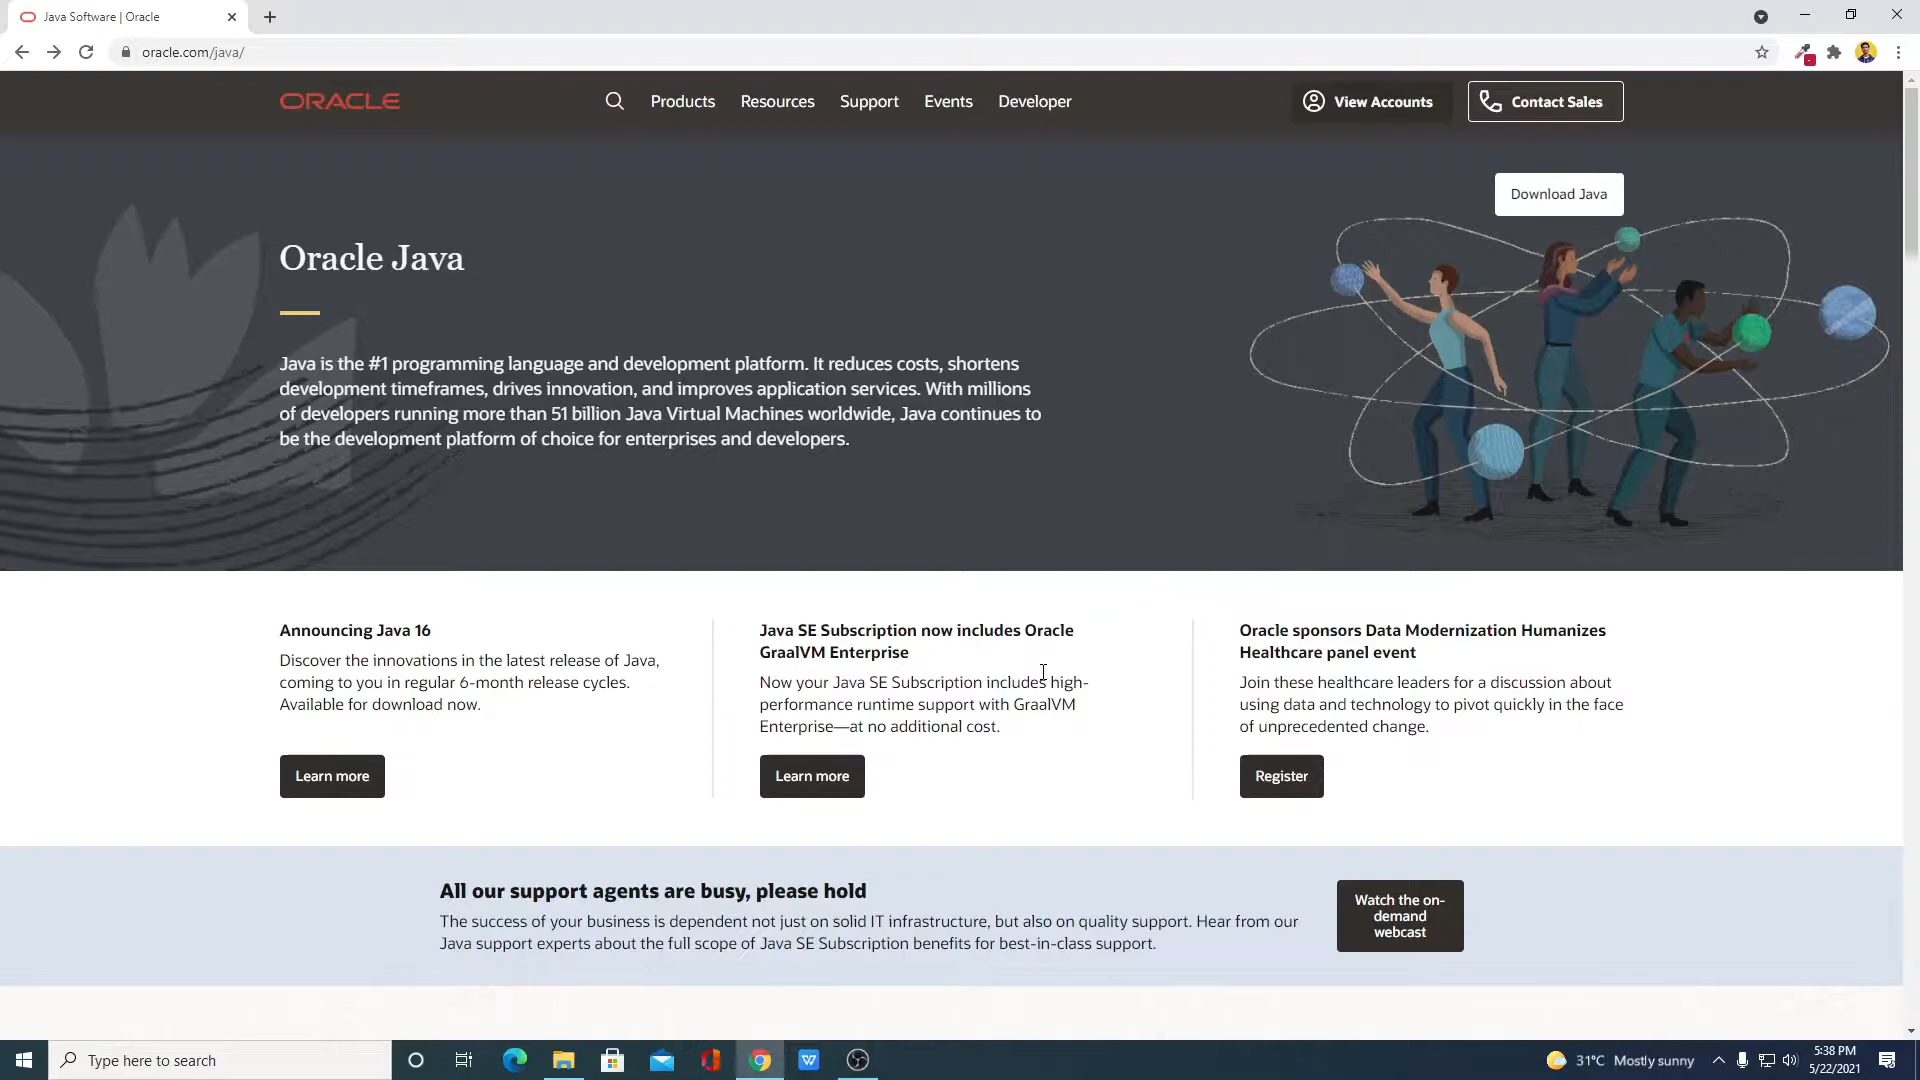 Java Software | Oracle
oracle.com/java/
ORACLE
Products
Resources
Support
Events
Developer
View Accounts
Contact Sales
Download Java
Oracle Java
Java is the #1 programming language and development platform. It reduces costs, shortens
development timeframes, drives innovation, and improves application services. With millions
of developers running more than 51 billion Java Virtual Machines worldwide, Java continues to
be the development platform of choice for enterprises and developers.
Announcing Java 16
Discover the innovations in the latest release of Java,
coming to you in regular 6-month release cycles.
Available for download now.
Learn more
Java SE Subscription now includes Oracle
GraalVM Enterprise
Now your Java SE Subscription includes high-
performance runtime support with GraalVM
Enterprise—at no additional cost.
Learn more
Oracle sponsors Data Modernization Humanizes
Healthcare panel event
Join these healthcare leaders for a discussion about
using data and technology to pivot quickly in the face
of unprecedented change.
Register
All our support agents are busy, please hold
The success of your business is dependent not just on solid IT infrastructure, but also on quality support. Hear from our
Java support experts about the full scope of Java SE Subscription benefits for best-in-class support.
Watch the on-
demand
webcast
Type here to search
31°C Mostly sunny
5:38 PM
5/22/2021